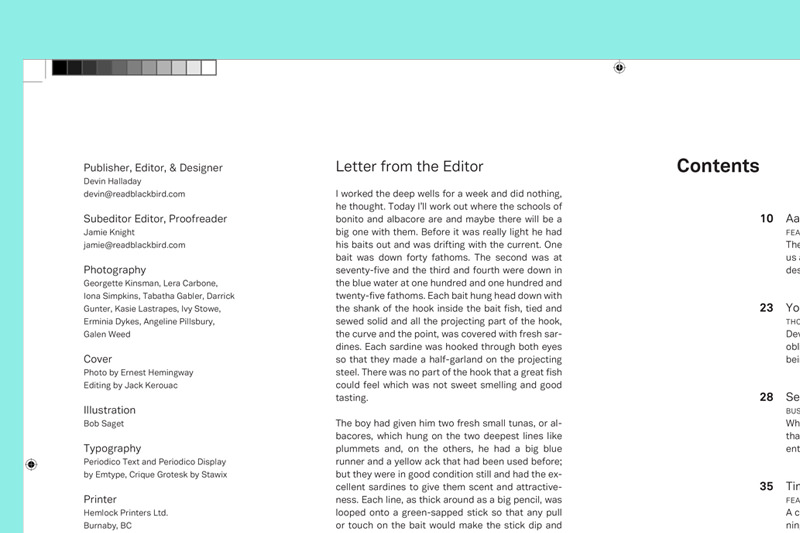 Publisher, Editor, & Designer
Devin Halladay
devin@readblackbird.com
Subeditor Editor, Proofreader
Jamie Knight
jamie@readblackbird.com
Photography
Georgette Kinsman, Lera Carbone,
Iona Simpkins, Tabatha Gabler, Darrick
Gunter, Kasie Lastrapes, Ivy Stowe,
Erminia Dykes, Angeline Pillsbury,
Galen Weed
Cover
Photo by Ernest Hemingway
Editing by Jack Kerouac
Illustration
Bob Saget
Typography
Periodico Text and Periodico Display
by Emtype, Crique Grotesk by Stawix
Printer
Hemlock Printers Ltd.
Burnaby, BC
Letter from the Editor
I worked the deep wells for a week and did nothing,
he thought. Today I'll work out where the schools of
bonito and albacore are and maybe there will be a
big one with them. Before it was really light he had
his baits out and was drifting with the current. One
bait was down forty fathoms. The second was at
seventy-five and the third and fourth were down in
the blue water at one hundred and one hundred and
twenty-five fathoms. Each bait hung head down with
the shank of the hook inside the bait fish, tied and
sewed solid and all the projecting part of the hook,
the curve and the point, was covered with fresh sar-
dines. Each sardine was hooked through both eyes
so that they made a half-garland on the projecting
steel. There was no part of the hook that a great fish
could feel which was not sweet smelling and good
tasting.
The boy had given him two fresh small tunas, or al-
bacores, which hung on the two deepest lines like
plummets and, on the others, he had a big blue
runner and a yellow ack that had been used before;
but they were in good condition still and had the ex-
cellent sardines to give them scent and attractive-
ness. Each line, as thick around as a big pencil, was
looped onto a green-sapped stick so that any pull
or touch on the bait would make the stick dip and
Contents
10 Aa
FEA
The
us a
des
23 Yo
THO
Dev
obl
bei
28 Se
BUS
Wh
tha
ent
35 Tin
FEA
A c
nin